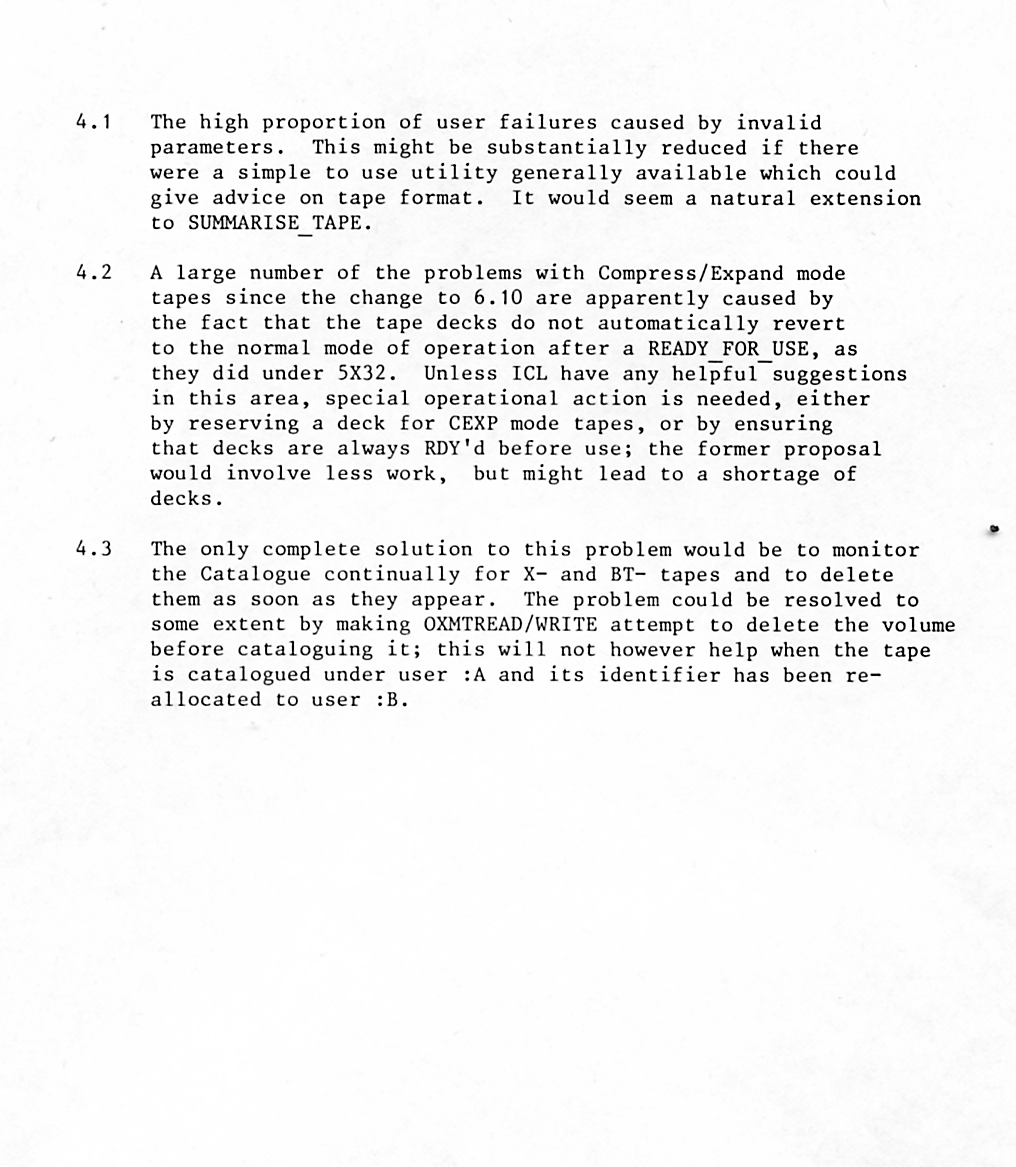 4.1 The high proportion of user failures caused by invalid
parameters. This might be substantially reduced if there
were a simple to use utility generally available which could
give advice on tape format. It would seem a natural extension
to SUMMARISE_TAPE.
4.2 A large number of the problems with Compress/Expand mode
tapes since the change to 6.10 are apparently caused by
the fact that the tape decks do not automatically revert
to the normal mode of operation after a READY_FOR_USE, as
they did under 5X32. Unless ICL have any helpful suggestions
in this area, special operational action is needed, either
by reserving a deck for CEXP mode tapes, or by ensuring
that decks are always RDY'd before use; the former proposal
would involve less work, but might lead to a shortage of
decks.
4.3 The only complete solution to this problem would be to monitor
the Catalogue continually for X- and BT- tapes and to delete
them as soon as they appear. The problem could be resolved to
some extent by making OXMTREAD/WRITE attempt to delete the volume
before cataloguing it; this will not however help when the tape
is catalogued under user :A and its identifier has been re-
allocated to user :B.